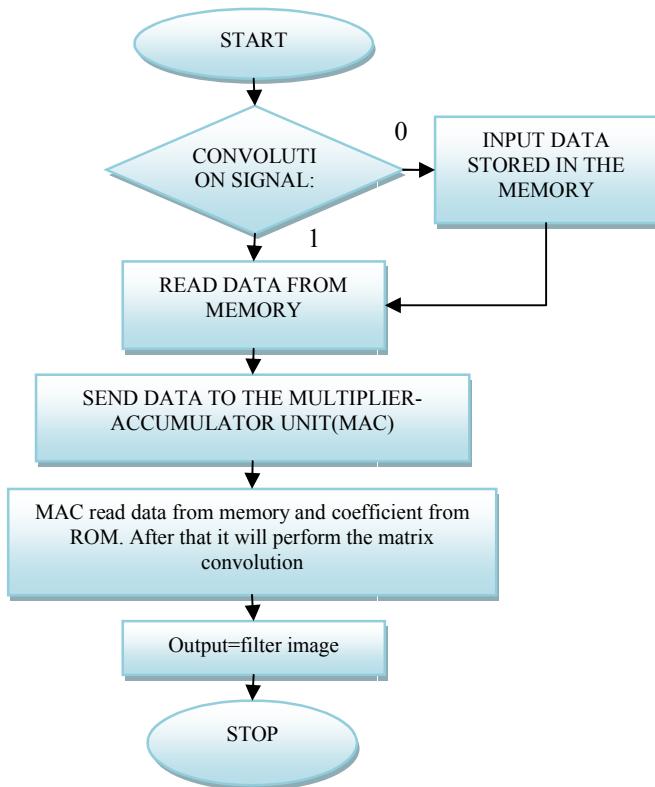 START
CONVOLUTI
ON SIGNAL:
0
INPUT DATA
STORED IN THE
MEMORY
1
READ DATA FROM
MEMORY
SEND DATA TO THE MULTIPLIER-
ACCUMULATOR UNIT(MAC)
MAC read data from memory and coefficient from
ROM. After that it will perform the matrix
convolution
Output=filter image
STOP